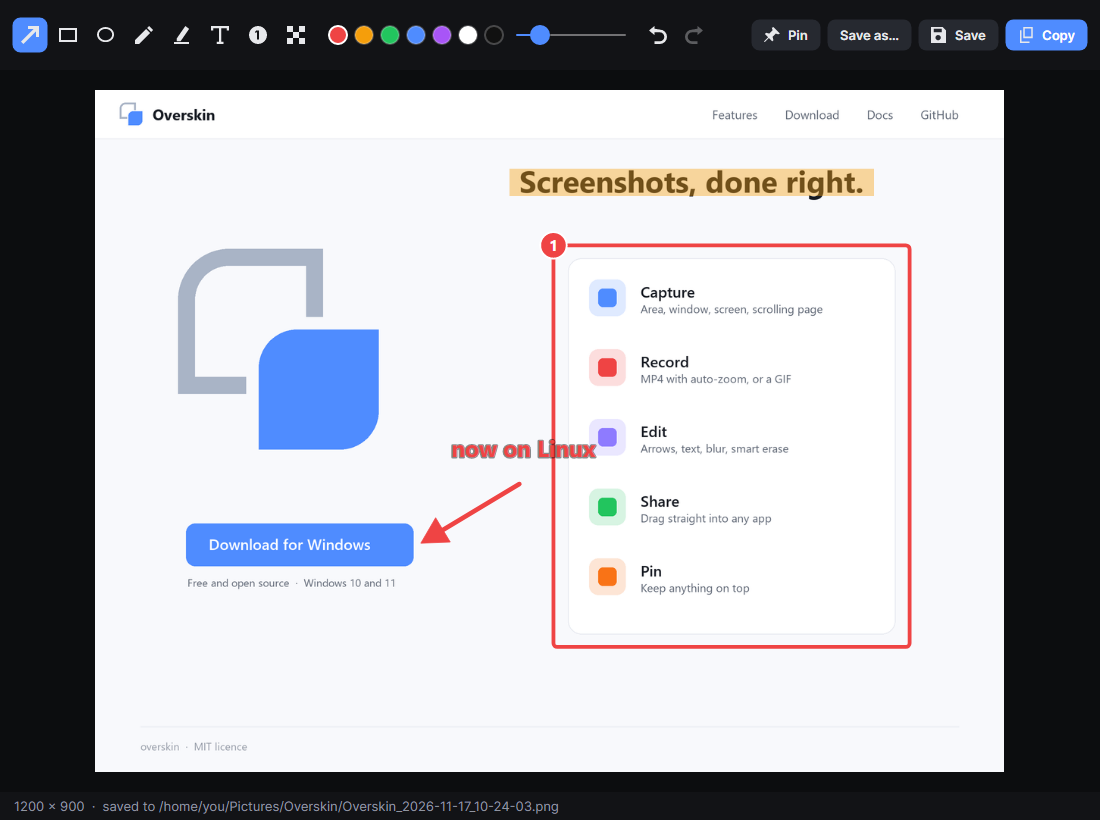 1
Pin
Save as...
Save
Copy
Overskin
Features
Download
Docs
GitHub
Screenshots, done right.
1
Capture
Area, window, screen, scrolling page
Record
MP4 with auto-zoom, or a GIF
Edit
Arrows, text, blur, smart erase
now on Linux
Share
Drag straight into any app
Download for Windows
Pin
Keep anything on top
Free and open source · Windows 10 and 11
overskin · MIT licence
1200 × 900 · saved to /home/you/Pictures/Overskin/Overskin_2026-11-17_10-24-03.png